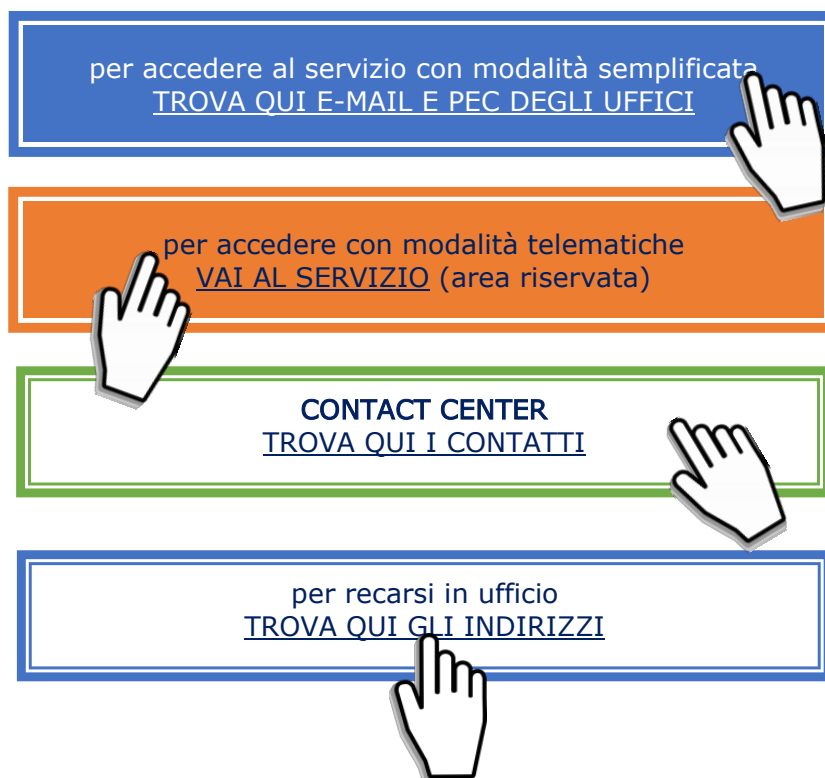 per accedere al servizio con modalità semplificata
TROVA QUI E-MAIL E PEC DEGLI UFFICI
per accedere con modalità telematiche
VAI AL SERVIZIO (area riservata)
CONTACT CENTER
TROVA QUI I CONTATTI
per recarsi in ufficio
TROVA QUI GLI INDIRIZZI